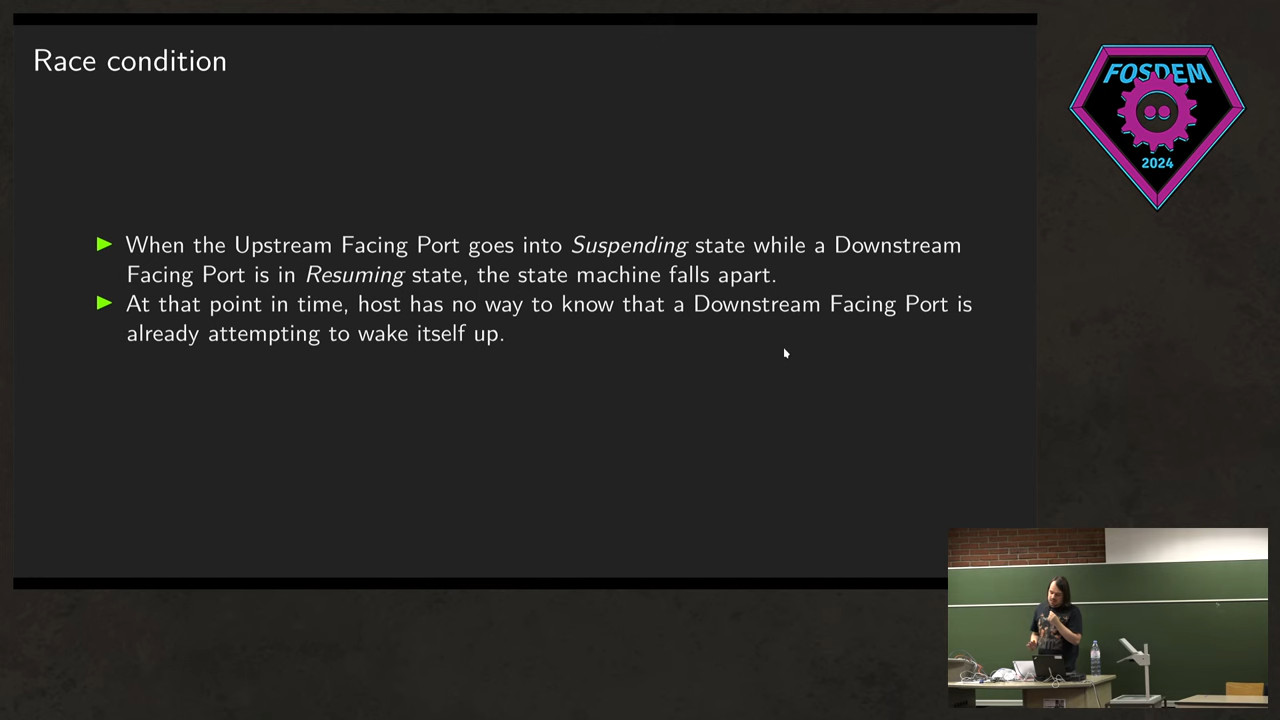 Race condition
When the Upstream Facing Port goes into Suspending state while a Downstream
Facing Port is in Resuming state, the state machine falls apart.
At that point in time, host has no way to know that a Downstream Facing Port is
already attempting to wake itself up.
FOSDEM
2024